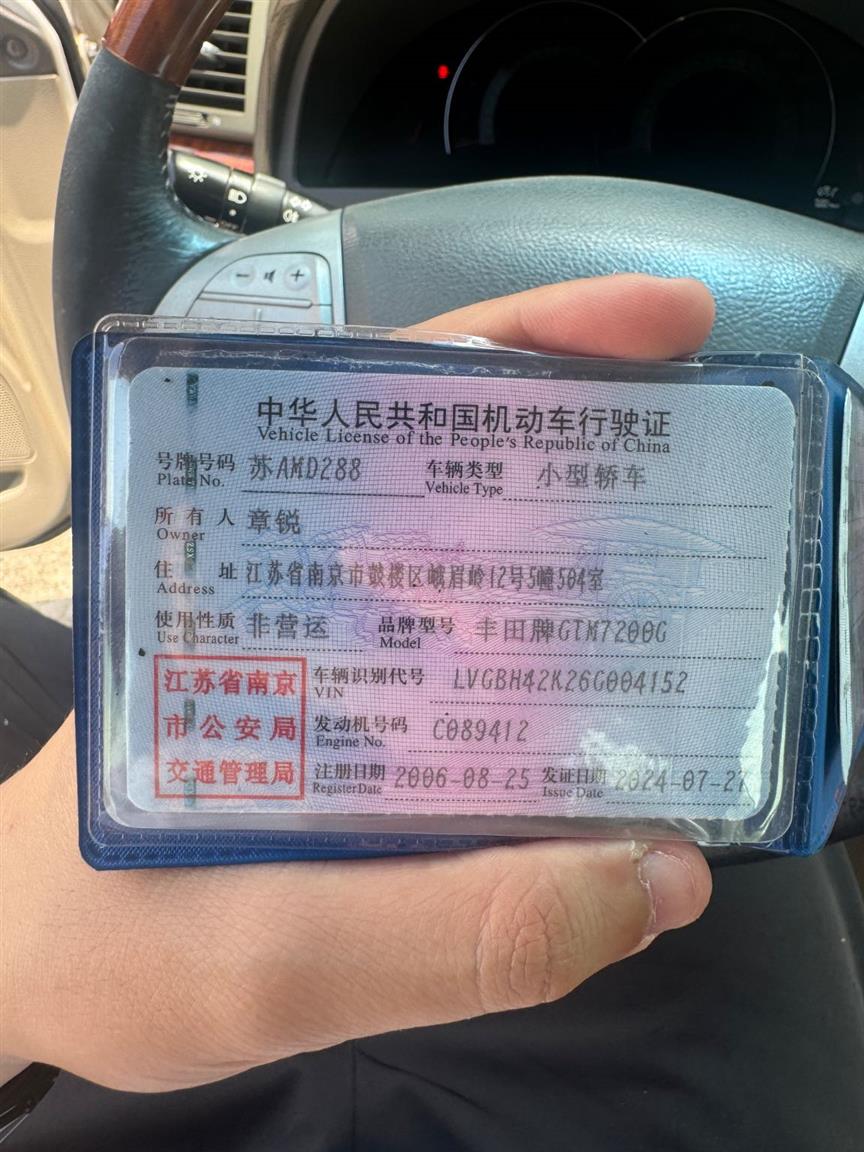 中华人民共和国机动车行驶证
Vehicle License of the People's Republic of China
号牌号码 苏AMD288 车辆类型 小型轿车
Plate No. Vehicle Type
所有人 章锐
Owner
住址 江苏省南京市鼓楼区峨眉岭12号5幢504室
Address
使用性质 非营运 品牌型号 丰田牌GTM7200G
Use Character Model
江苏省南京 车辆识别代号 LVGBH42K26G004152
VIN
市公安局 发动机号码 C089412
Engine No.
交通管理局 注册日期 2006-08-25 发证日期 2024-07-27
Register Date Issue Date